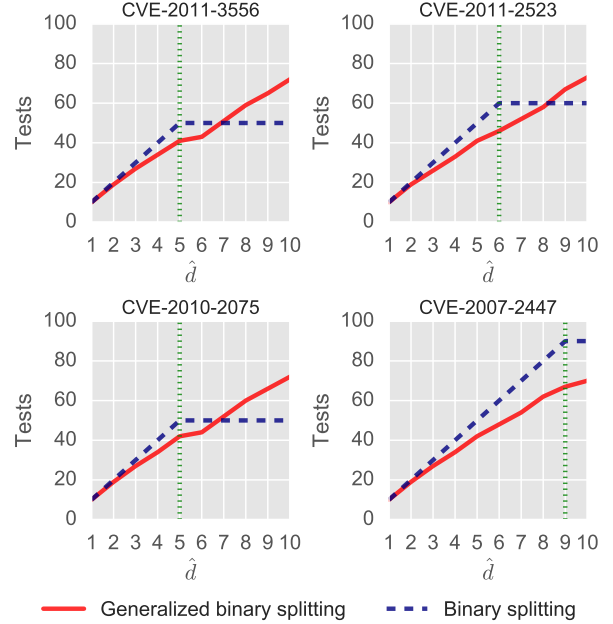 CVE-2011-3556
CVE-2011-2523
100
80
60
40
20
0
Tests
1 2 3 4 5 6 7 8 9 10
d̂
100
80
60
40
20
0
Tests
1 2 3 4 5 6 7 8 9 10
d̂
CVE-2010-2075
CVE-2007-2447
100
80
60
40
20
0
Tests
1 2 3 4 5 6 7 8 9 10
d̂
100
80
60
40
20
0
Tests
1 2 3 4 5 6 7 8 9 10
d̂
Generalized binary splitting
Binary splitting